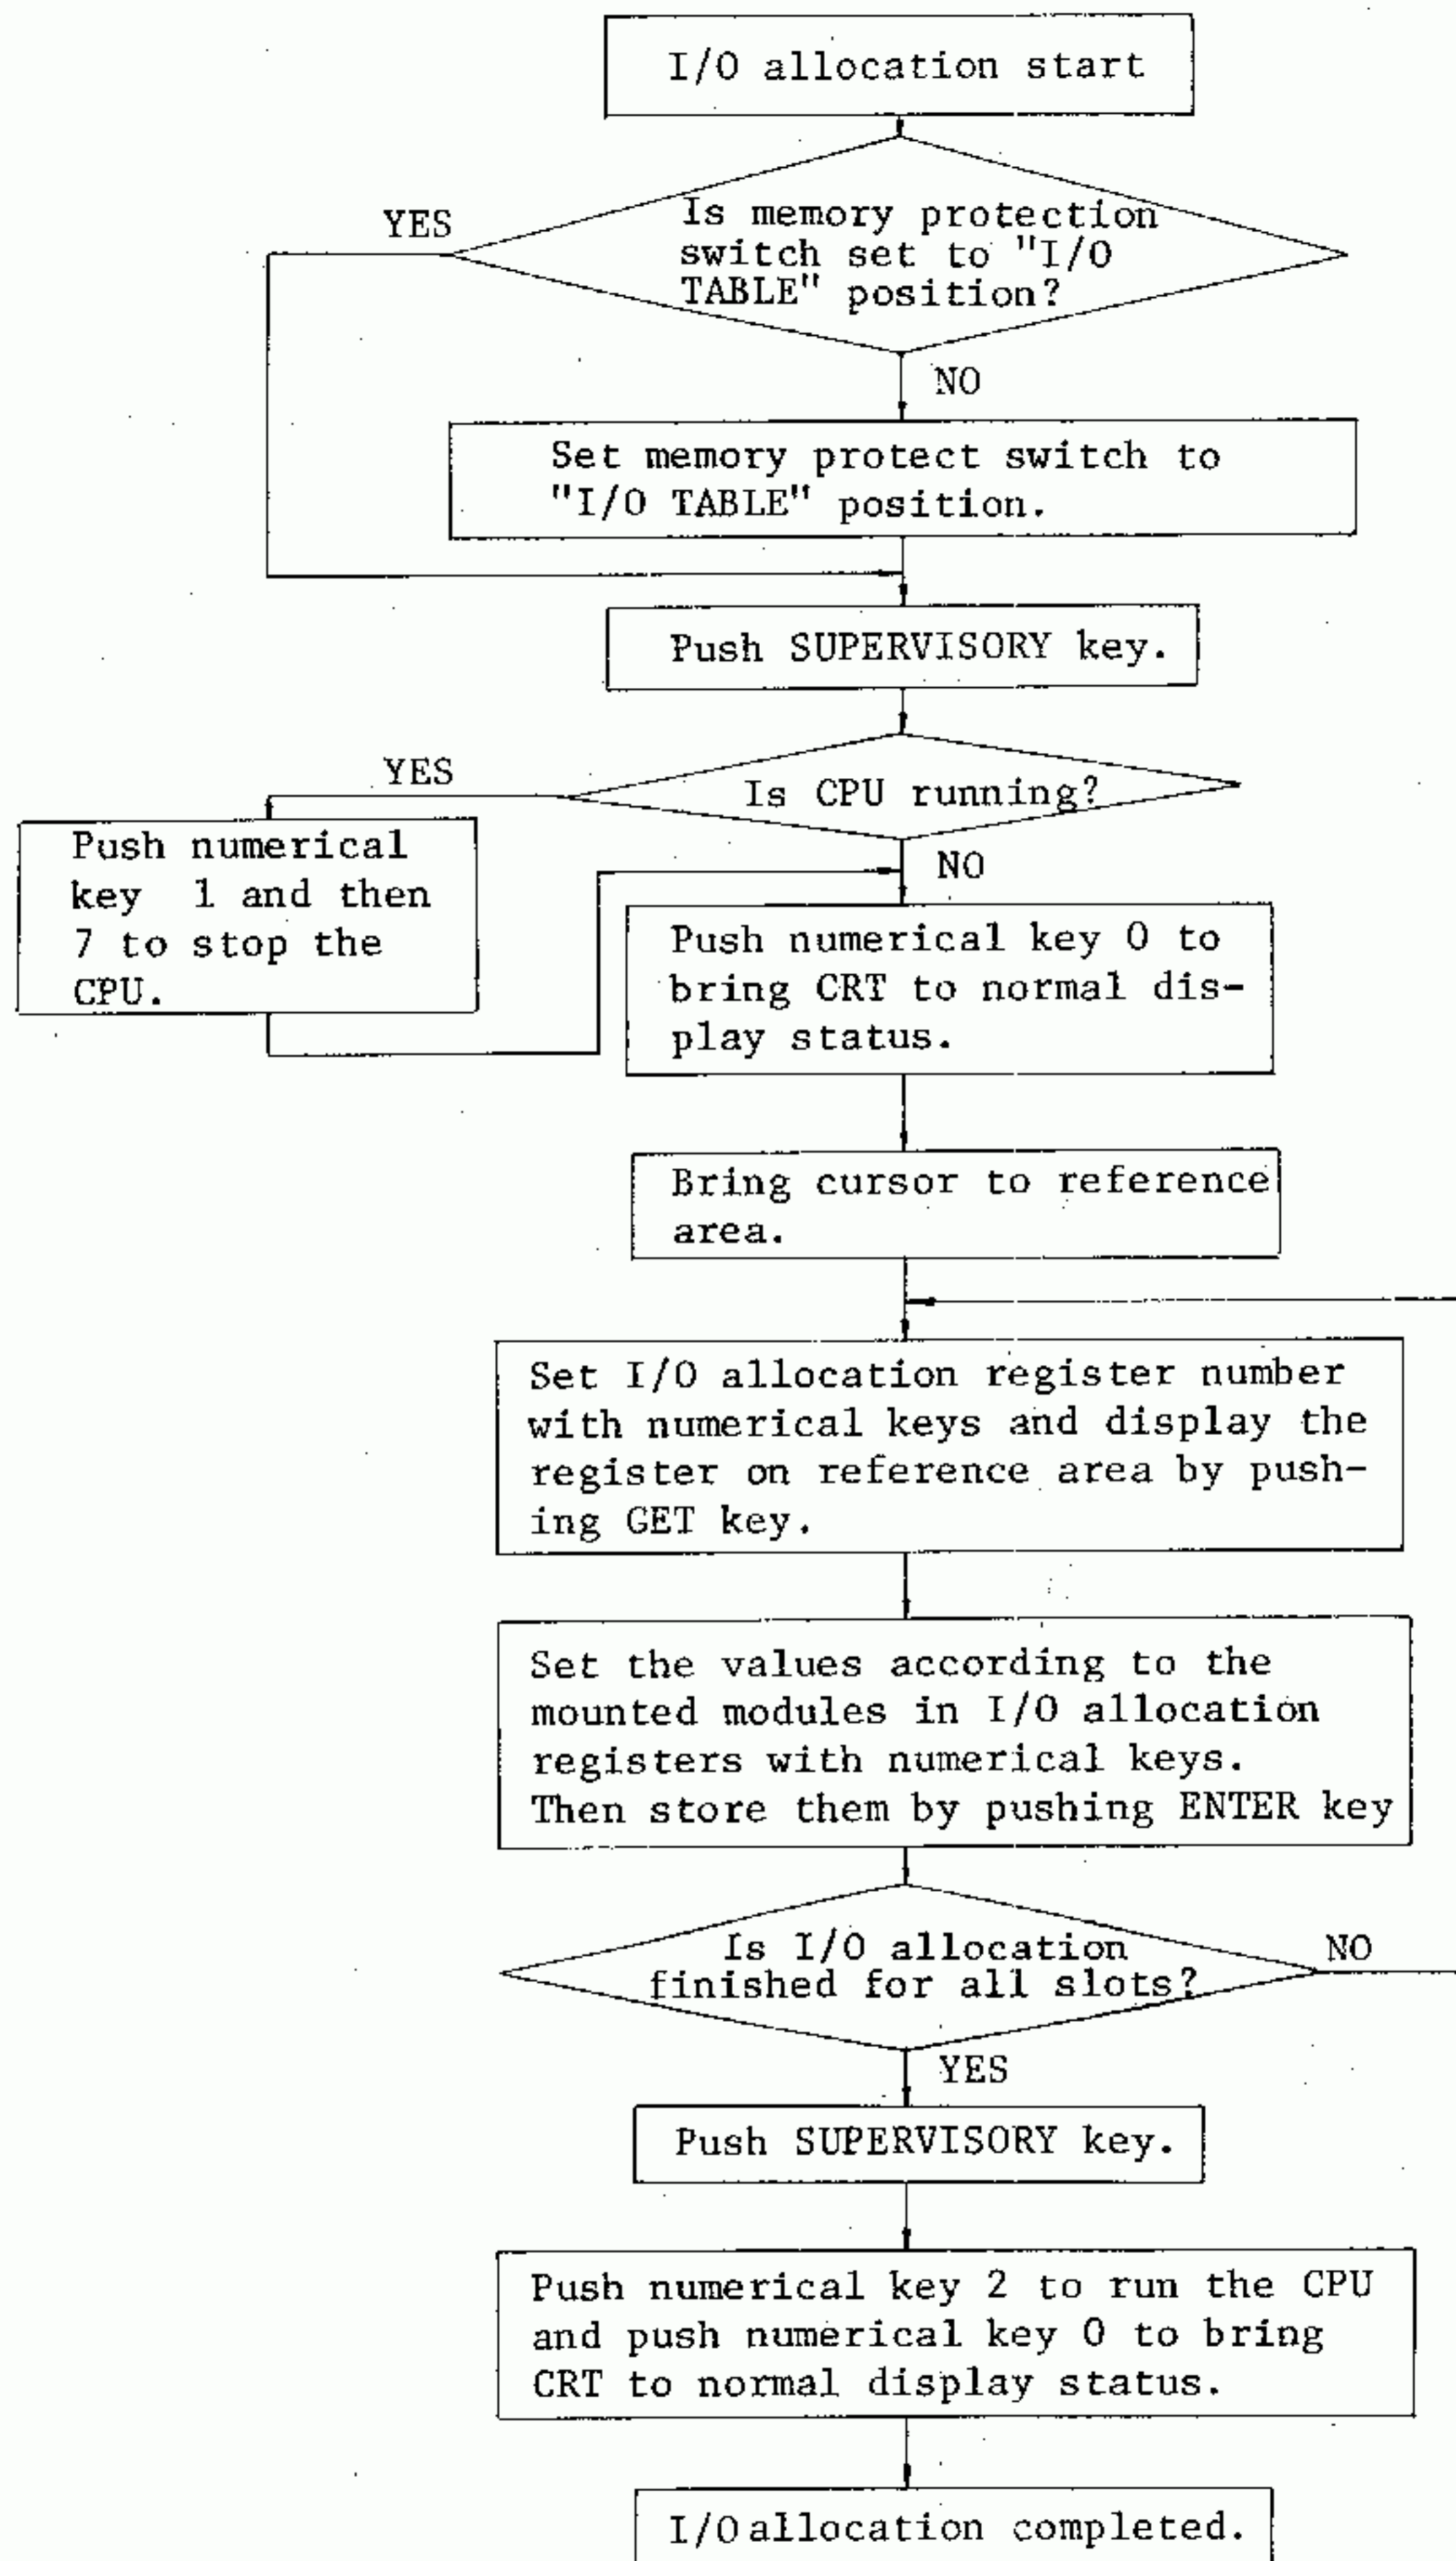 I/O allocation start
YES
Is memory protection
switch set to "I/O
TABLE" position?
NO
Set memory protect switch to
"I/O TABLE" position.
Push SUPERVISORY key.
YES
Is CPU running?
Push numerical
key 1 and then
7 to stop the
CPU.
NO
Push numerical key 0 to
bring CRT to normal dis-
play status.
Bring cursor to reference
area.
Set I/O allocation register number
with numerical keys and display the
register on reference area by push-
ing GET key.
Set the values according to the
mounted modules in I/O allocation
registers with numerical keys.
Then store them by pushing ENTER key
Is I/O allocation
finished for all slots?
NO
YES
Push SUPERVISORY key.
Push numerical key 2 to run the CPU
and push numerical key 0 to bring
CRT to normal display status.
I/O allocation completed.